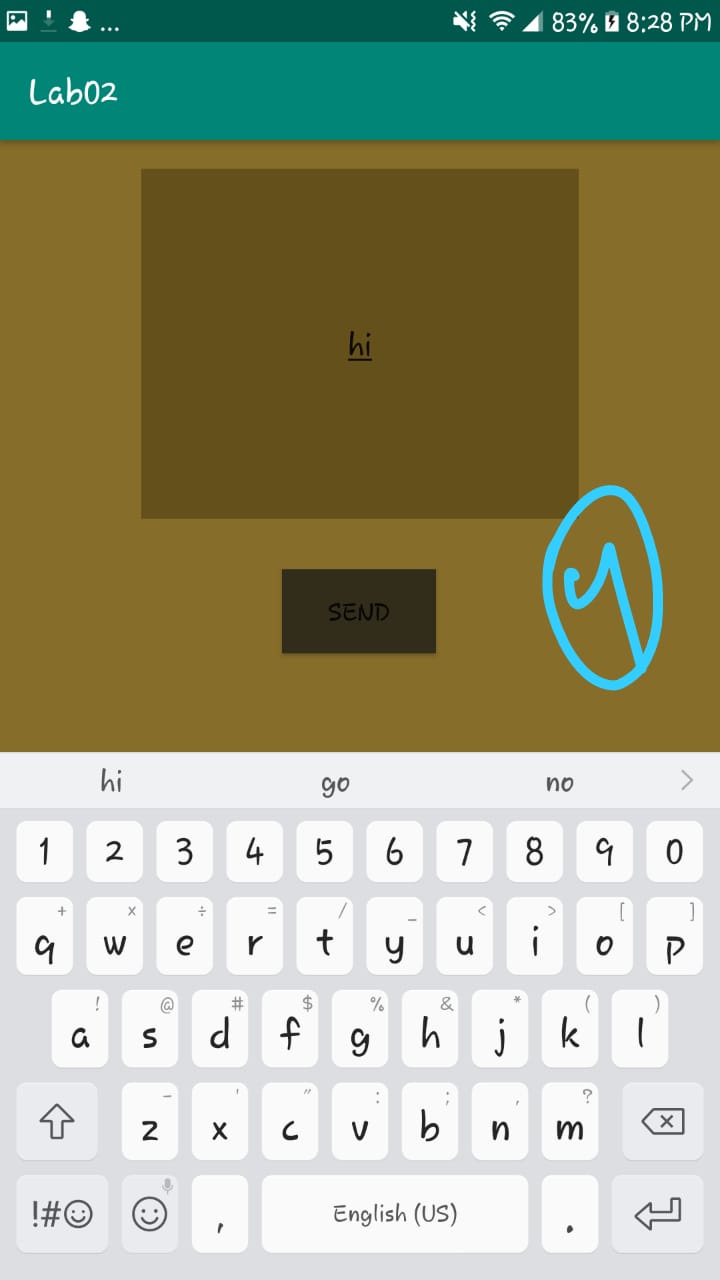 ... 83% 8:28 PM
Lab02
hi
SEND
hi go no
1 2 3 4 5 6 7 8 9 0
+ × ÷ = / _ < > [ ]
q w e r t y u i o p
! @ # $ % & * ( )
a s d f g h j k l
- ' " : ; , ?
z x c v b n m
!#☺ , English (US) .